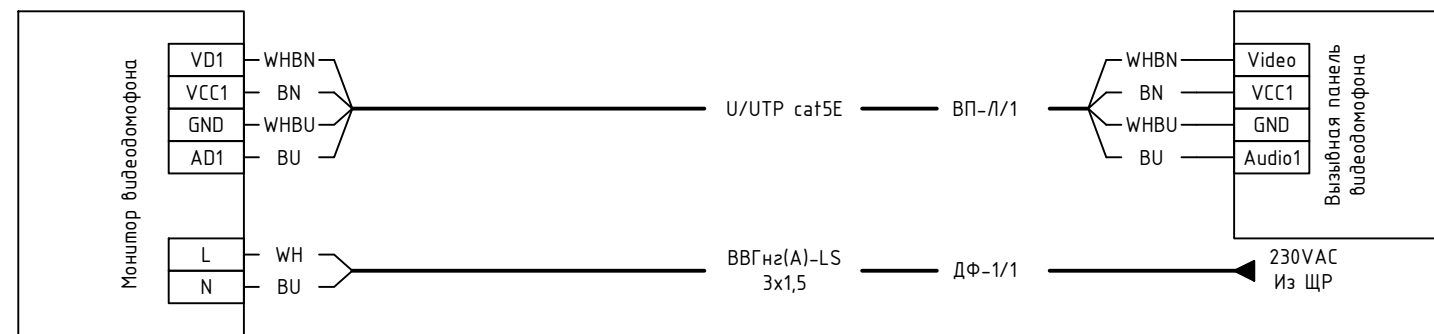 Монитор видеодомофона
VD1 WHBN
VCC1 BN
GND WHBU
AD1 BU
L WH
N BU
U/UTP cat5E ВП-Л/1
ВВГнг(А)-LS
3х1,5
ДФ-1/1
WHBN Video
BN VCC1
WHBU GND
BU Audio1
Вызывная панель
видеодомофона
230VAC
Из ЩР